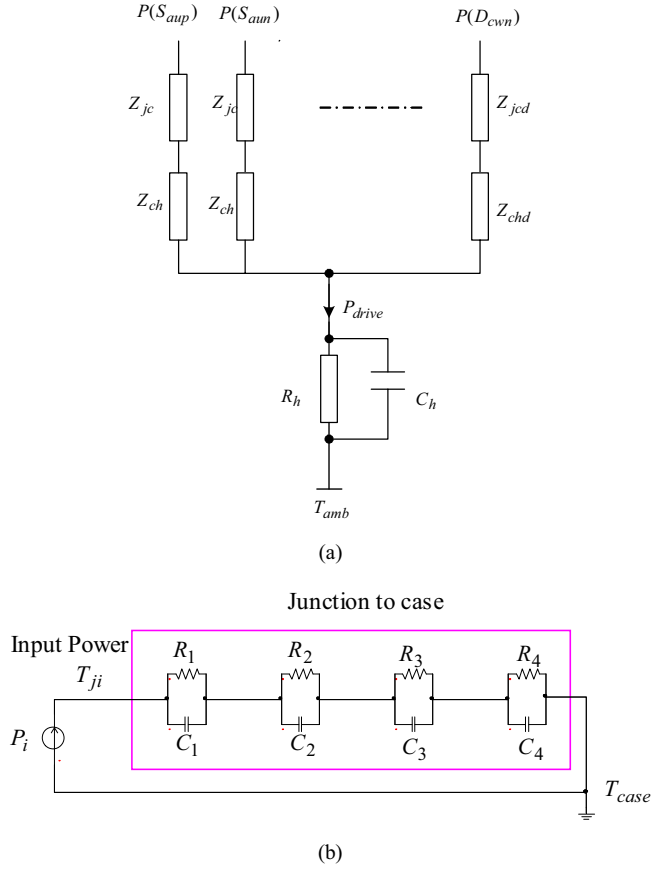 P(S_aup) P(S_aun) P(D_cwn)
Z_jc Z_jc Z_jcd
Z_ch Z_ch Z_chd
P_drive
R_h C_h
T_amb
(a)
Junction to case
Input Power
R_1 R_2 R_3 R_4
T_ji
P_i
C_1 C_2 C_3 C_4
T_case
(b)